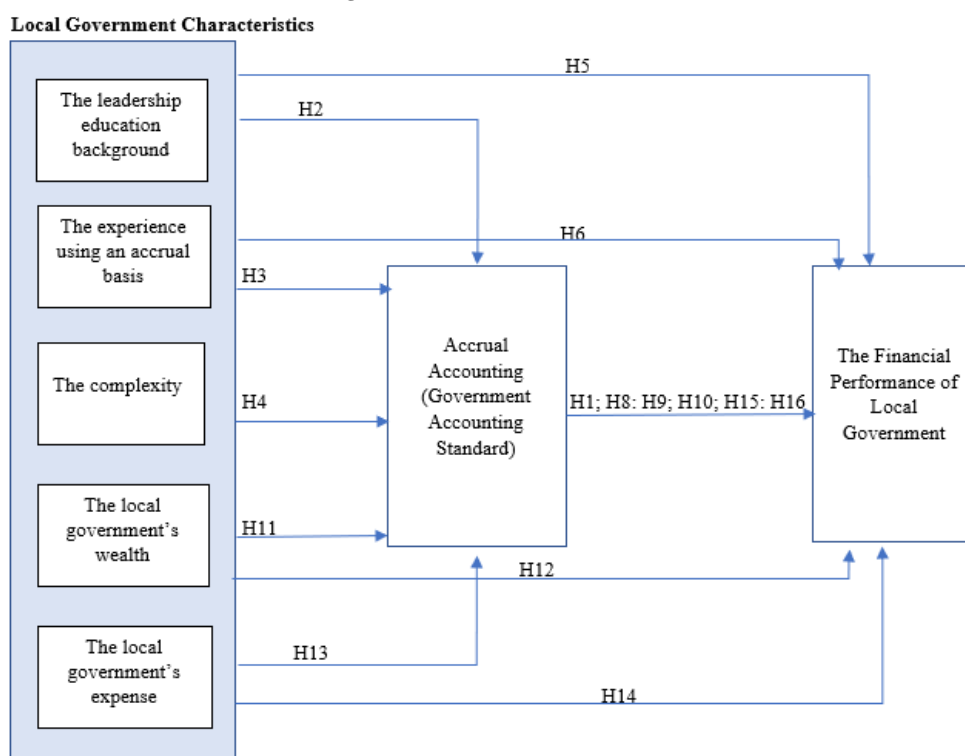 Local Government Characteristics
H5
The leadership
education
background
H2
The experience
using an accrual
basis
H6
H3
The complexity
H4
Accrual
Accounting
(Government
Accounting
Standard)
H1; H8: H9; H10; H15: H16
The Financial
Performance of
Local
Government
The local
government’s
wealth
H11
H12
The local
government’s
expense
H13
H14